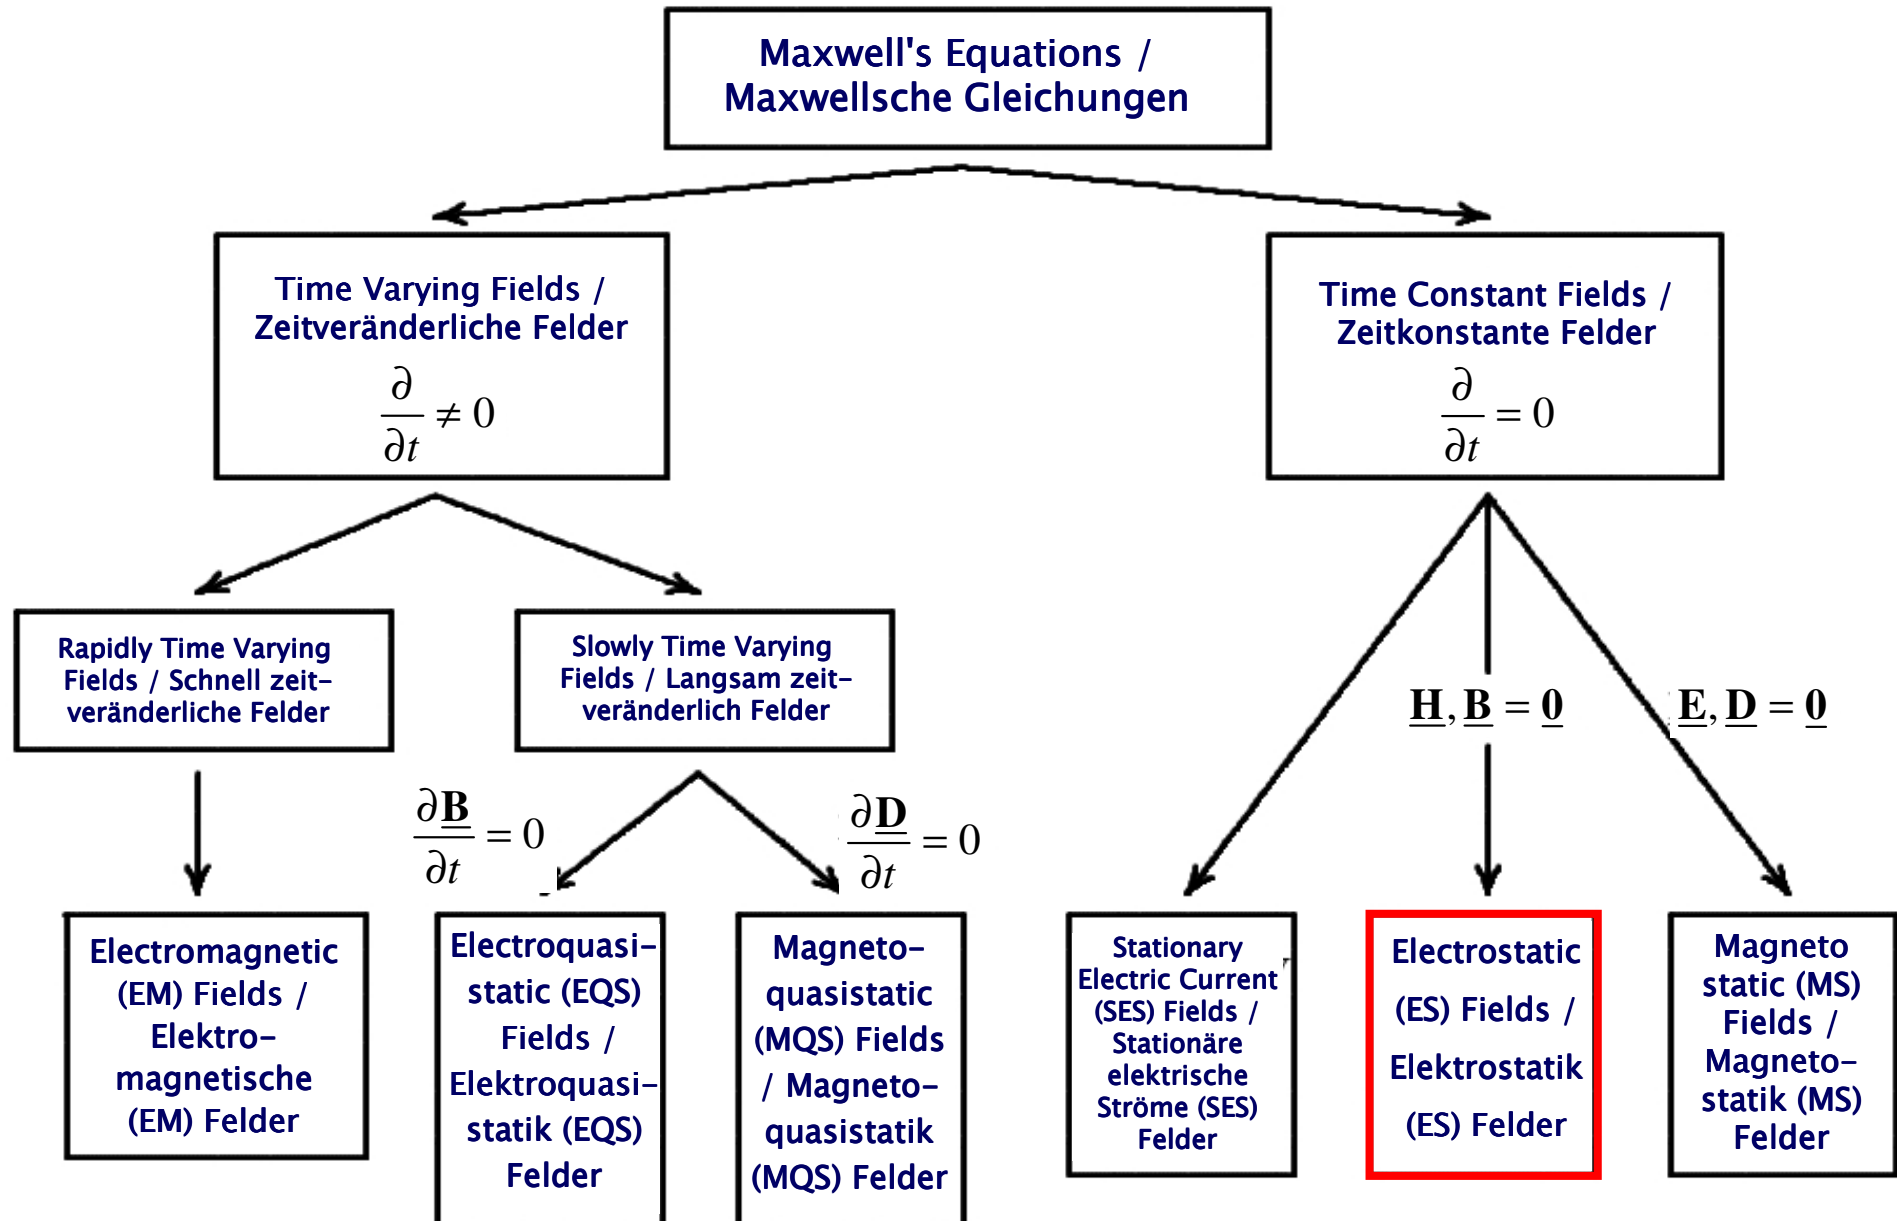 Maxwell's Equations /
Maxwellsche Gleichungen
Time Varying Fields /
Zeitveränderliche Felder
∂/∂t ≠ 0
Time Constant Fields /
Zeitkonstante Felder
∂/∂t = 0
Rapidly Time Varying
Fields / Schnell zeit-
veränderliche Felder
Slowly Time Varying
Fields / Langsam zeit-
veränderlich Felder
H, B = 0
E, D = 0
∂B/∂t = 0
∂D/∂t = 0
Electromagnetic
(EM) Fields /
Elektro-
magnetische
(EM) Felder
Electroquasi-
static (EQS)
Fields /
Elektroquasi-
statik (EQS)
Felder
Magneto-
quasistatic
(MQS) Fields
/ Magneto-
quasistatik
(MQS) Felder
Stationary
Electric Current
(SES) Fields /
Stationäre
elektrische
Ströme (SES)
Felder
Electrostatic
(ES) Fields /
Elektrostatik
(ES) Felder
Magneto
static (MS)
Fields /
Magneto-
statik (MS)
Felder